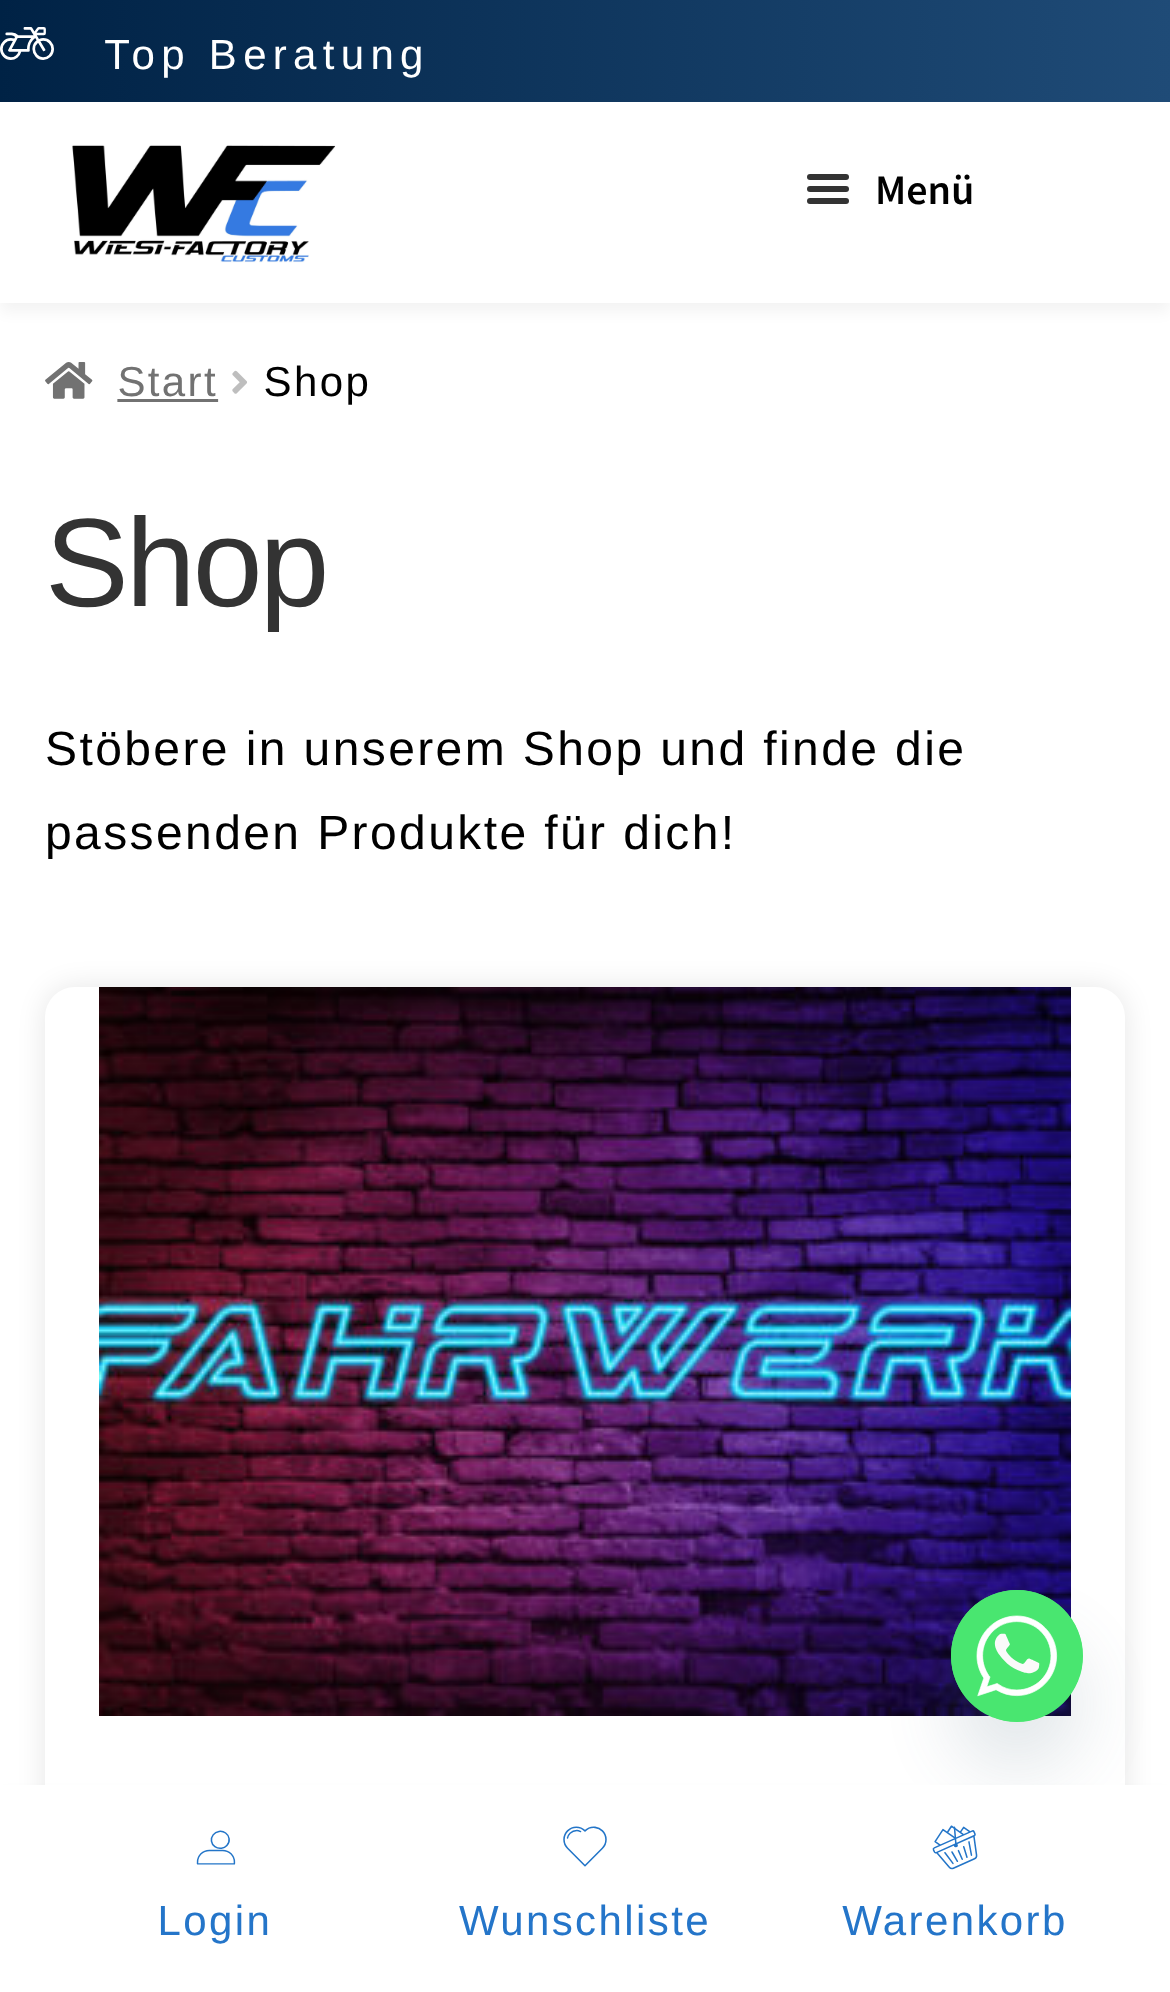 Top Beratung
WFC
WIESI-FACTORY
CUSTOMS
Menü
Start
Shop
Shop
Stöbere in unserem Shop und finde die
passenden Produkte für dich!
FAHRWERK
Login
Wunschliste
Warenkorb